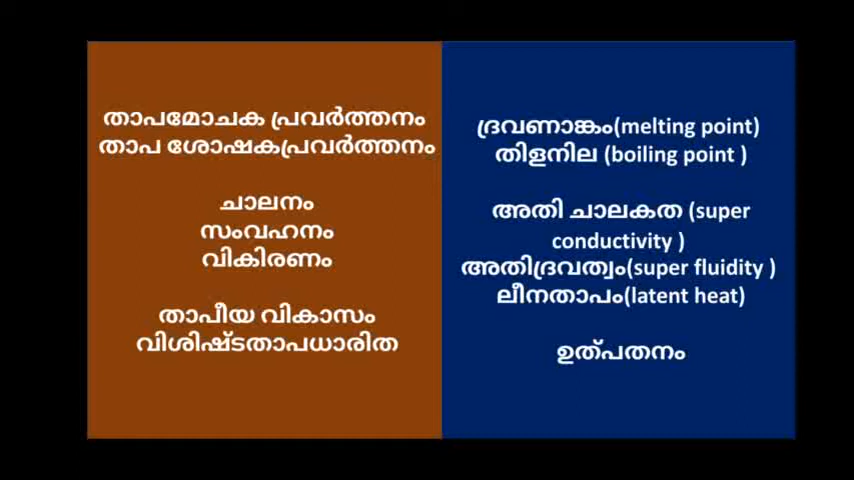 താപമോചക പ്രവർത്തനം
താപ ശോഷകപ്രവർത്തനം
ചാലനം
സംവഹനം
വികിരണം
താപീയ വികാസം
വിശിഷ്ടതാപധാരിത
ദ്രവണാങ്കം(melting point)
തിളനില (boiling point )
അതി ചാലകത (super
conductivity )
അതിദ്രവത്വം(super fluidity )
ലീനതാപം(latent heat)
ഉത്പതനം